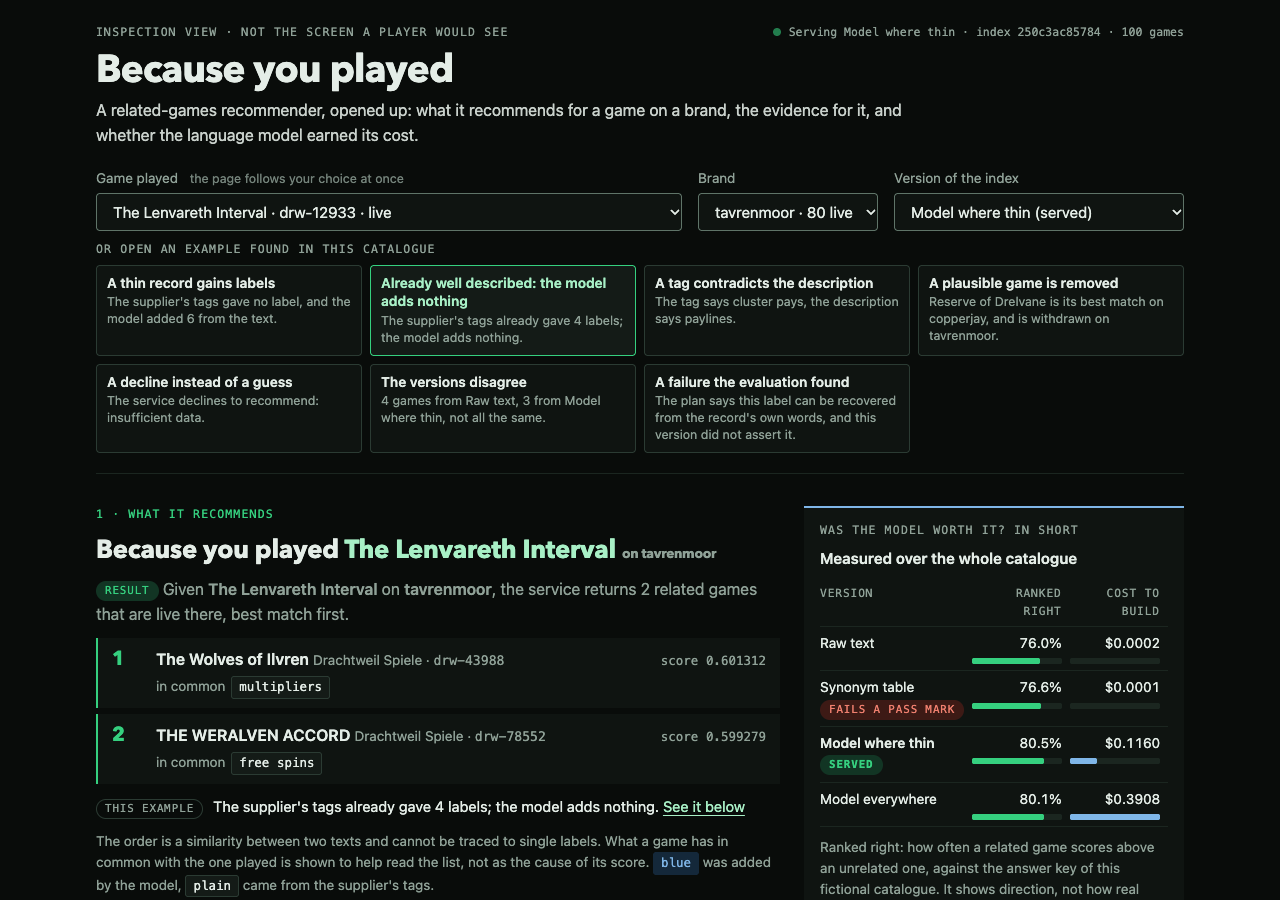 INSPECTION VIEW · NOT THE SCREEN A PLAYER WOULD SEE
Serving Model where thin · index 250c3ac85784 · 100 games
Because you played
A related-games recommender, opened up: what it recommends for a game on a brand, the evidence for it, and
whether the language model earned its cost.
Game played the page follows your choice at once
Brand
Version of the index
The Lenvareth Interval · drw-12933 · live
tavrenmoor · 80 live
Model where thin (served)
OR OPEN AN EXAMPLE FOUND IN THIS CATALOGUE
A thin record gains labels
The supplier's tags gave no label, and the
model added 6 from the text.
Already well described: the model
adds nothing
The supplier's tags already gave 4 labels;
the model adds nothing.
A tag contradicts the description
The tag says cluster pays, the description
says paylines.
A plausible game is removed
Reserve of Drelvane is its best match on
copperjay, and is withdrawn on
tavrenmoor.
A decline instead of a guess
The service declines to recommend:
insufficient data.
The versions disagree
4 games from Raw text, 3 from Model
where thin, not all the same.
A failure the evaluation found
The plan says this label can be recovered
from the record's own words, and this
version did not assert it.
1 · WHAT IT RECOMMENDS
Because you played The Lenvareth Interval on tavrenmoor
RESULT Given The Lenvareth Interval on tavrenmoor, the service returns 2 related games
that are live there, best match first.
1 The Wolves of Ilvren Drachtweil Spiele · drw-43988 score 0.601312
in common multipliers
2 THE WERALVEN ACCORD Drachtweil Spiele · drw-78552 score 0.599279
in common free spins
THIS EXAMPLE The supplier's tags already gave 4 labels; the model adds nothing. See it below
The order is a similarity between two texts and cannot be traced to single labels. What a game has in
common with the one played is shown to help read the list, not as the cause of its score. blue was added
by the model, plain came from the supplier's tags.
WAS THE MODEL WORTH IT? IN SHORT
Measured over the whole catalogue
VERSION RANKED RIGHT COST TO BUILD
Raw text 76.0% $0.0002
Synonym table 76.6% $0.0001
FAILS A PASS MARK
Model where thin 80.5% $0.1160
SERVED
Model everywhere 80.1% $0.3908
Ranked right: how often a related game scores above
an unrelated one, against the answer key of this
fictional catalogue. It shows direction, not how real